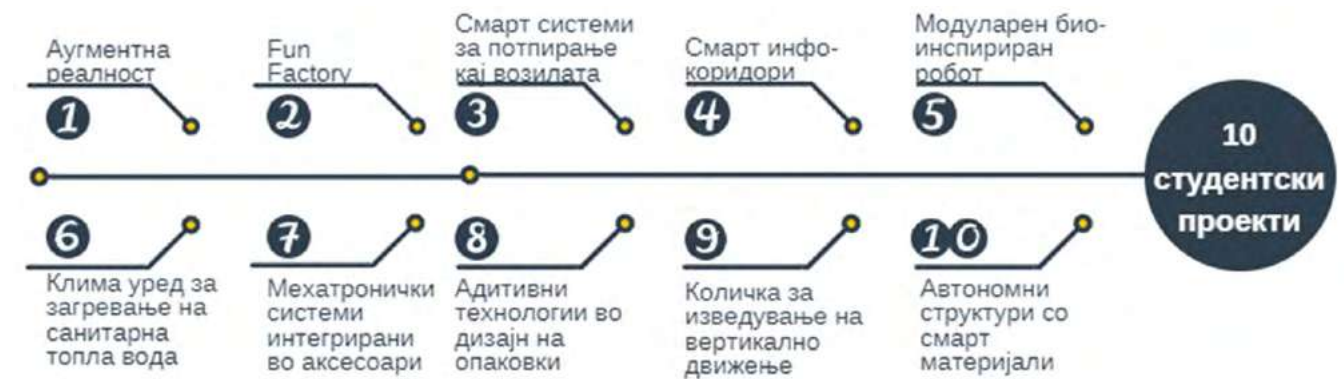 Аугментна
реалност
1
Fun
Factory
2
Смарт системи
за потпирање
кај возилата
3
Смарт инфо-
коридори
4
Модуларен био-
инспириран
робот
5
10
студентски
проекти
6
Клима уред за
загревање на
санитарна
топла вода
7
Мехатронички
системи
интегрирани
во аксесоари
8
Адитивни
технологии во
дизајн на
опаковки
9
Количка за
изведување на
вертикално
движење
10
Автономни
структури со
смарт
материјали